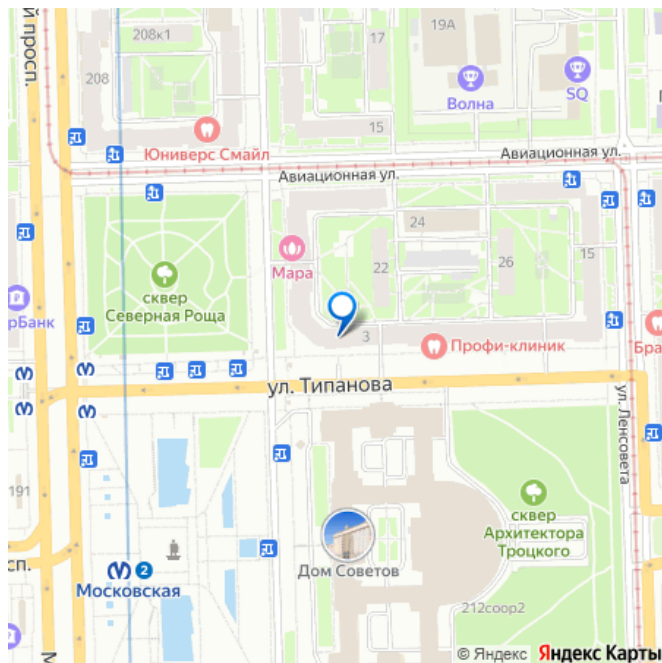 й просп.
208к1
17
19А
208
Волна
SQ
15
Юниверс Смайл
Авиационная ул.
Авиационная ул.
24
15
Мара
22
26
сквер
Северная Роща
рБанк
3
Профи-клиник
Бра
ул. Типанова
ул. Ленсовета
191
сквер
Архитектора
Троцкого
Дом Советов
сп.
2
Московская
212соор2
М
© Яндекс
Яндекс Карты